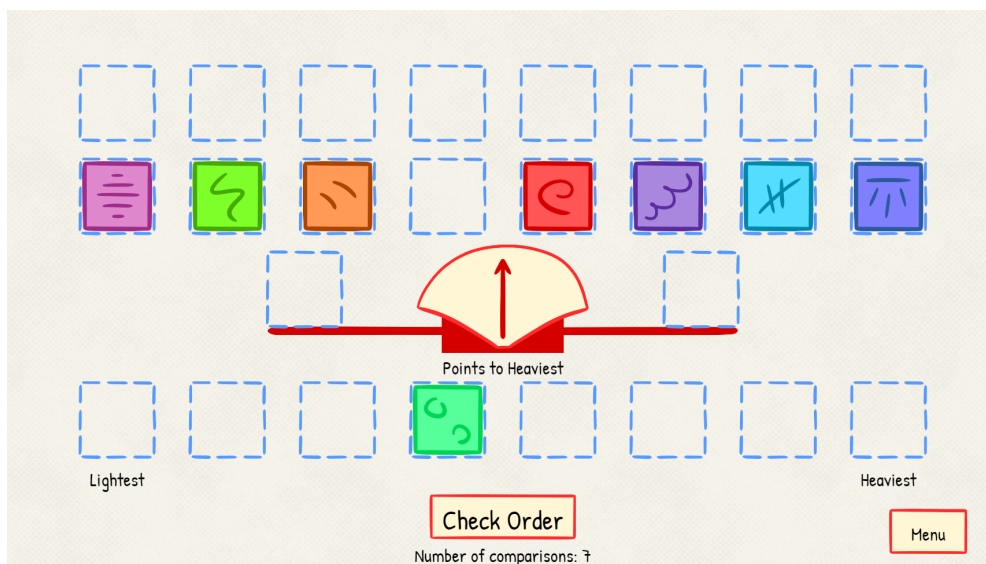 Points to Heaviest
Lightest
Heaviest
Check Order
Menu
Number of comparisons: 7